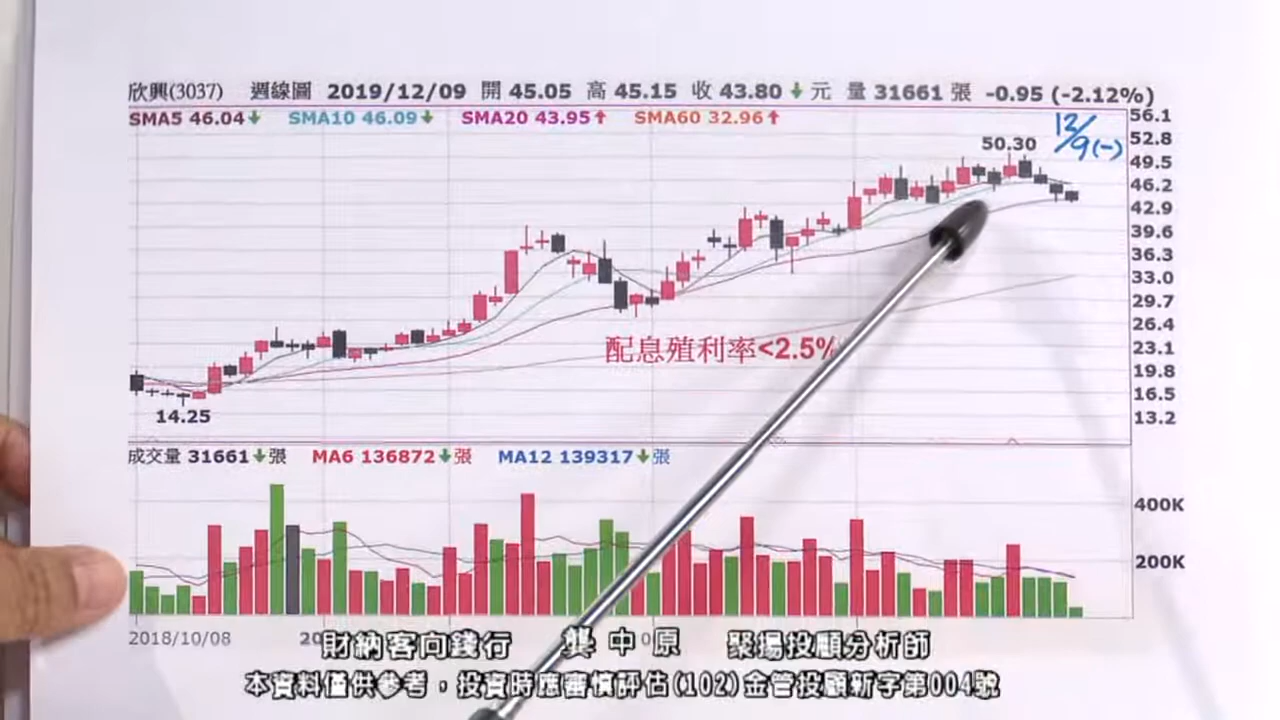 欣興(3037) 週線圖 2019/12/09 開 45.05 高 45.15 收 43.80 ↓ 元 量 31661 張 -0.95 (-2.12%)
SMA5 46.04↓ SMA10 46.09↓ SMA20 43.95↑ SMA60 32.96↑
12/9(一)
50.30
56.1
52.8
49.5
46.2
42.9
39.6
36.3
33.0
29.7
26.4
23.1
19.8
16.5
13.2
配息殖利率<2.5%
14.25
成交量 31661↓張 MA6 136872↓張 MA12 139317↓張
400K
200K
2018/10/08
財納客向錢行 龔中原 聚揚投顧分析師
本資料僅供參考，投資時應審慎評估(102)金管投顧新字第004號